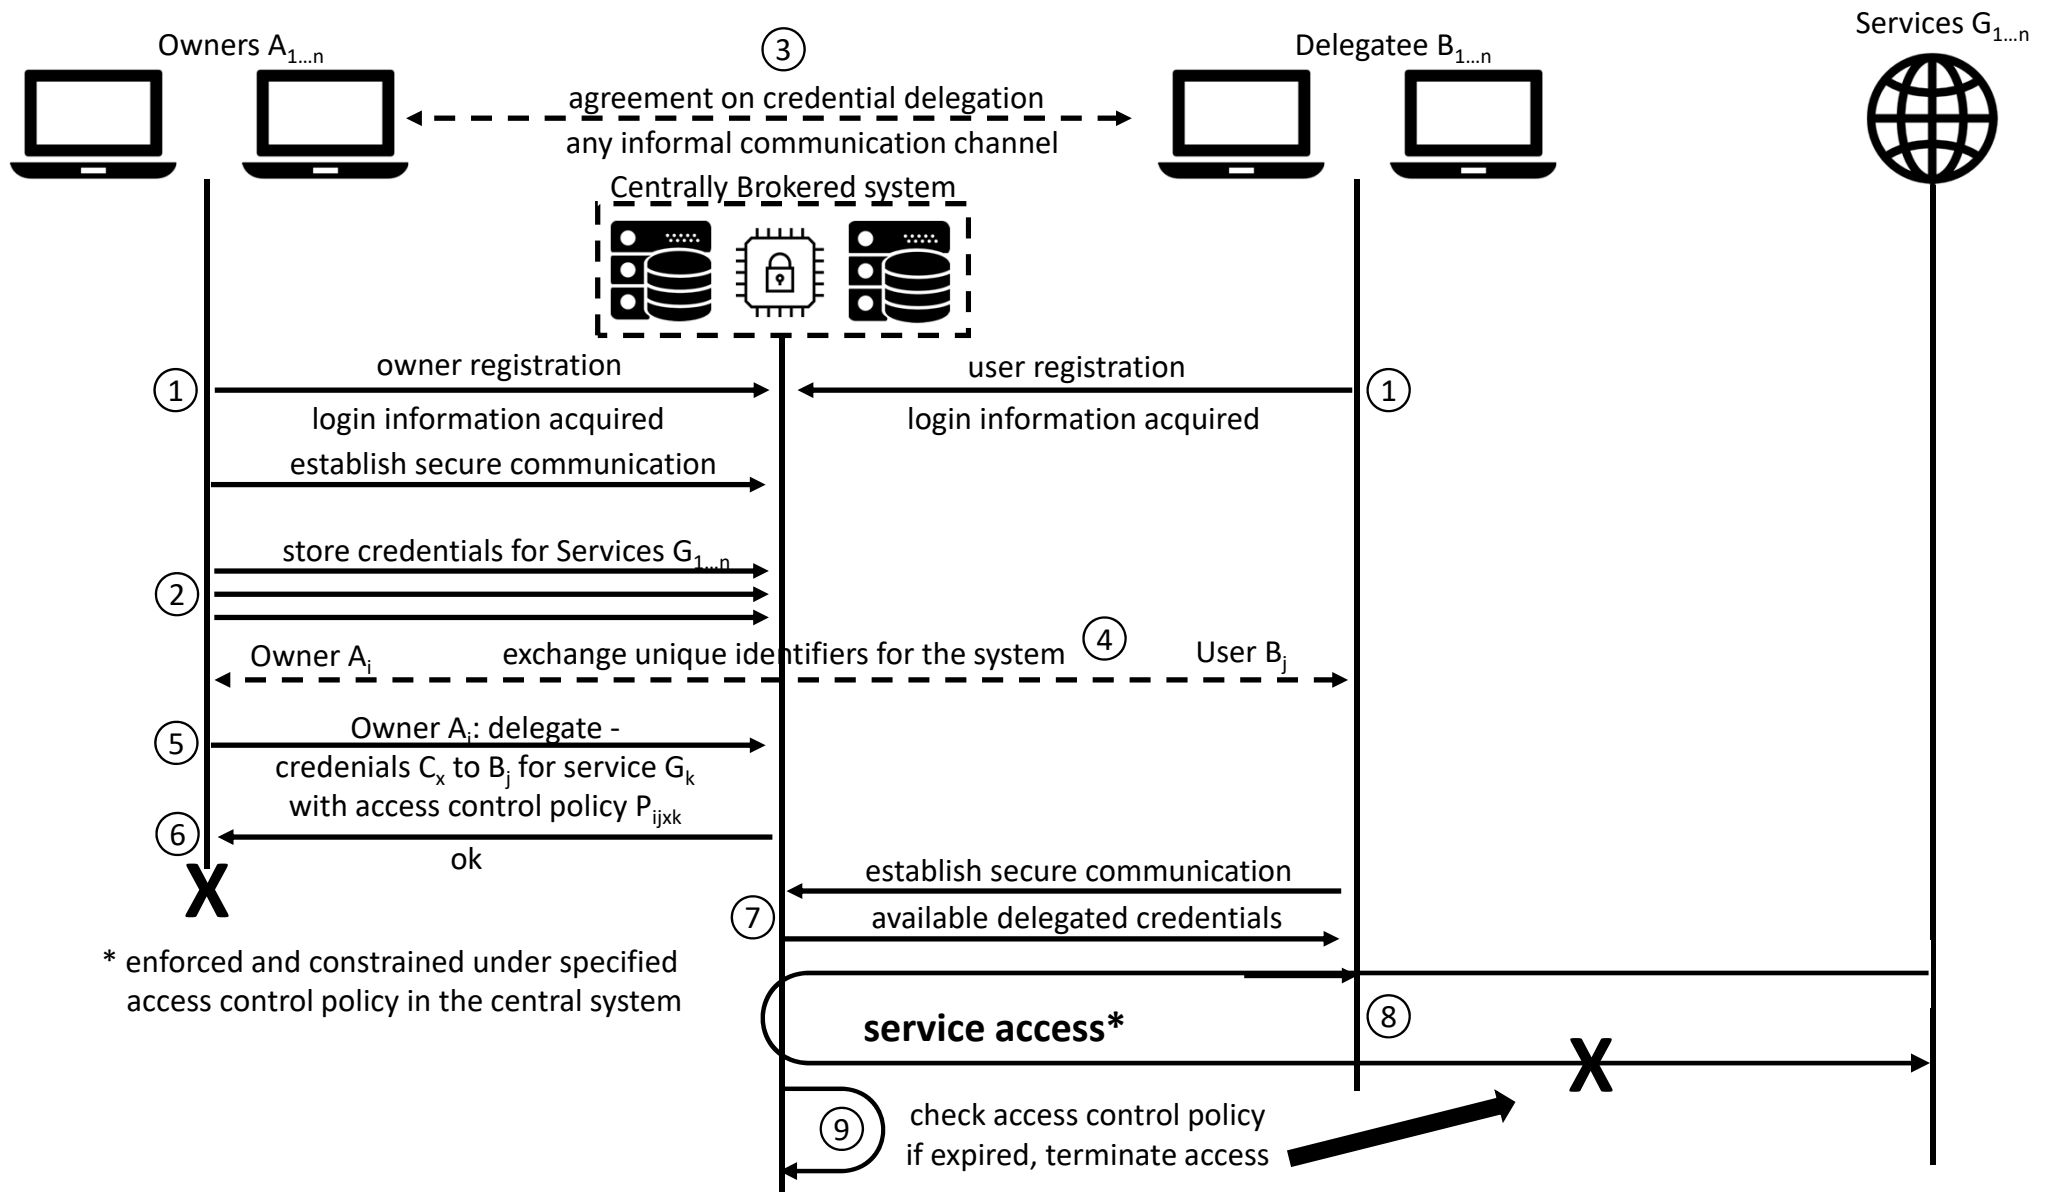 Services G1...n
Owners A1...n
3
Delegatee B1...n
agreement on credential delegation
any informal communication channel
Centrally Brokered system
owner registration
user registration
1
1
login information acquired
login information acquired
establish secure communication
store credentials for Services G1...n
2
4
Owner Ai
exchange unique identifiers for the system
User Bj
5
Owner Ai: delegate -
credenials Cx to Bj for service Gk
with access control policy Pijxk
6
ok
X
establish secure communication
7
available delegated credentials
* enforced and constrained under specified
access control policy in the central system
service access*
8
X
9
check access control policy
if expired, terminate access